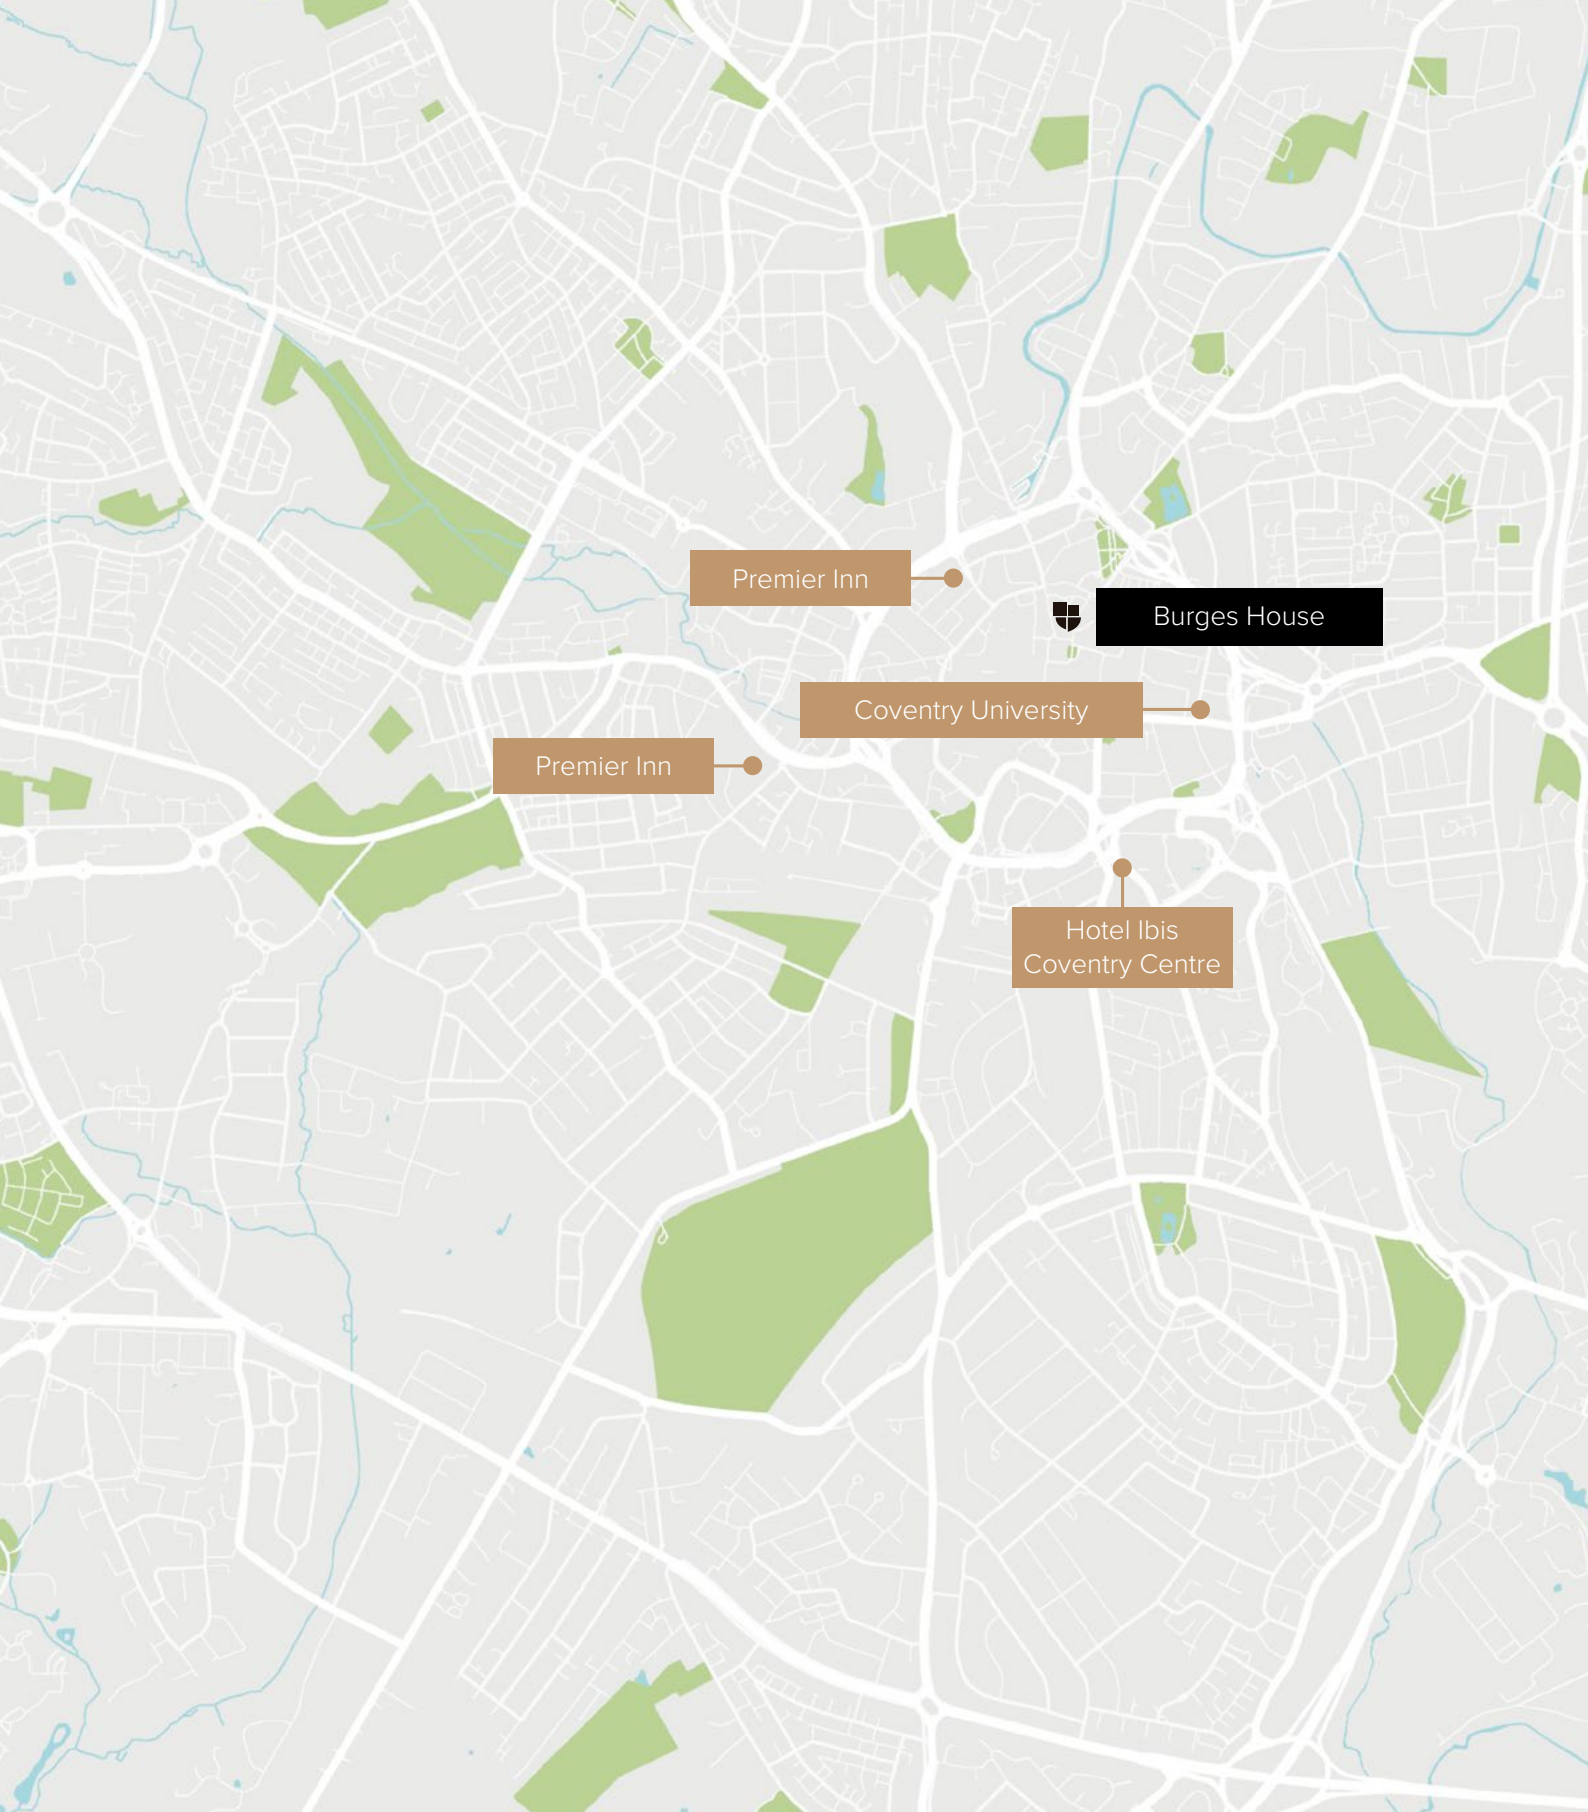 Premier Inn
Burges House
Coventry University
Premier Inn
Hotel Ibis
Coventry Centre